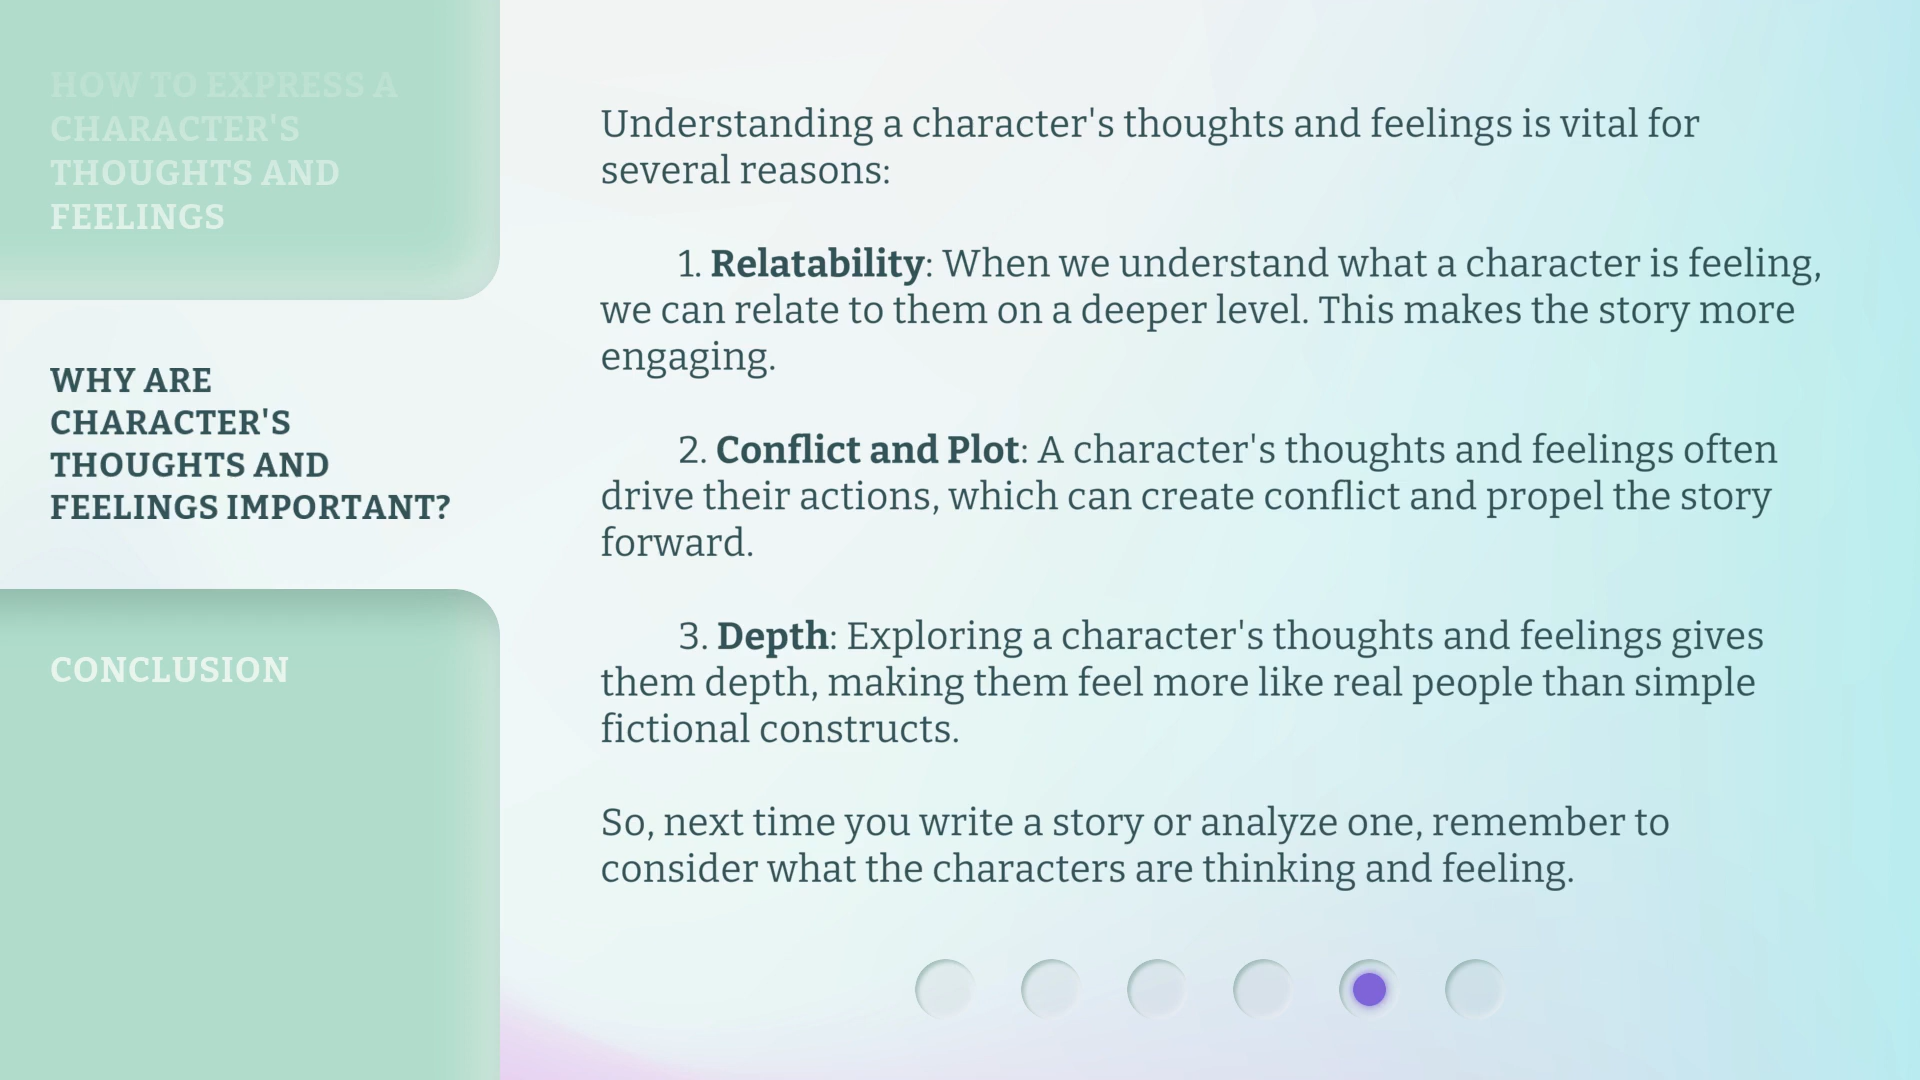 HOW TO EXPRESS A
CHARACTER'S
THOUGHTS AND
FEELINGS
WHY ARE
CHARACTER'S
THOUGHTS AND
FEELINGS IMPORTANT?
CONCLUSION
Understanding a character's thoughts and feelings is vital for
several reasons:
1. Relatability: When we understand what a character is feeling,
we can relate to them on a deeper level. This makes the story more
engaging.
2. Conflict and Plot: A character's thoughts and feelings often
drive their actions, which can create conflict and propel the story
forward.
3. Depth: Exploring a character's thoughts and feelings gives
them depth, making them feel more like real people than simple
fictional constructs.
So, next time you write a story or analyze one, remember to
consider what the characters are thinking and feeling.